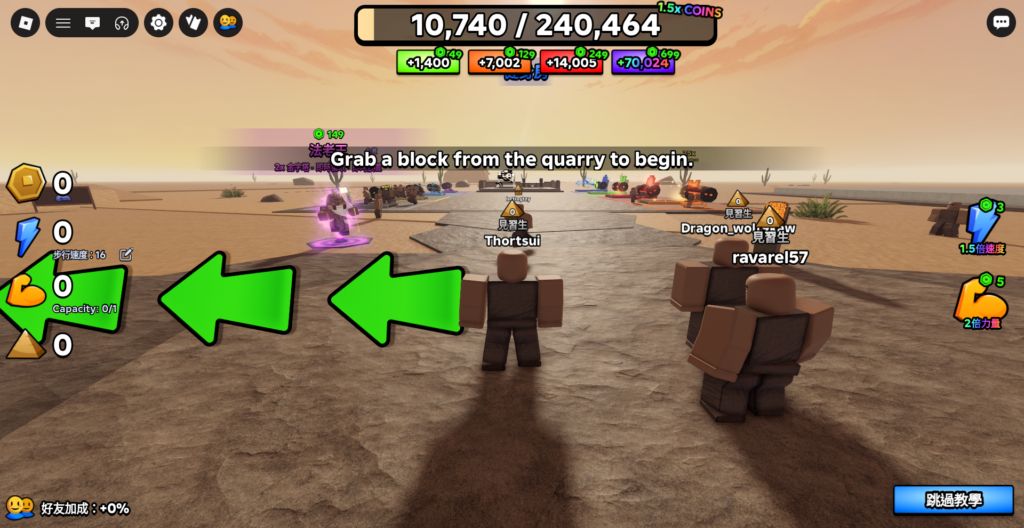 1.5x COINS
10,740 / 240,464
49
129
249
699
+1,400
+7,002
+14,005
+70,024
149
法老王
Grab a block from the quarry to begin.
0
0
步行速度：16
0
Capacity: 0/1
0
0
見習生
Thortsui
0
0
見習生
見習生
ravarel57
3
1.5倍速度
5
2倍力量
好友加成：+0%
跳過教學